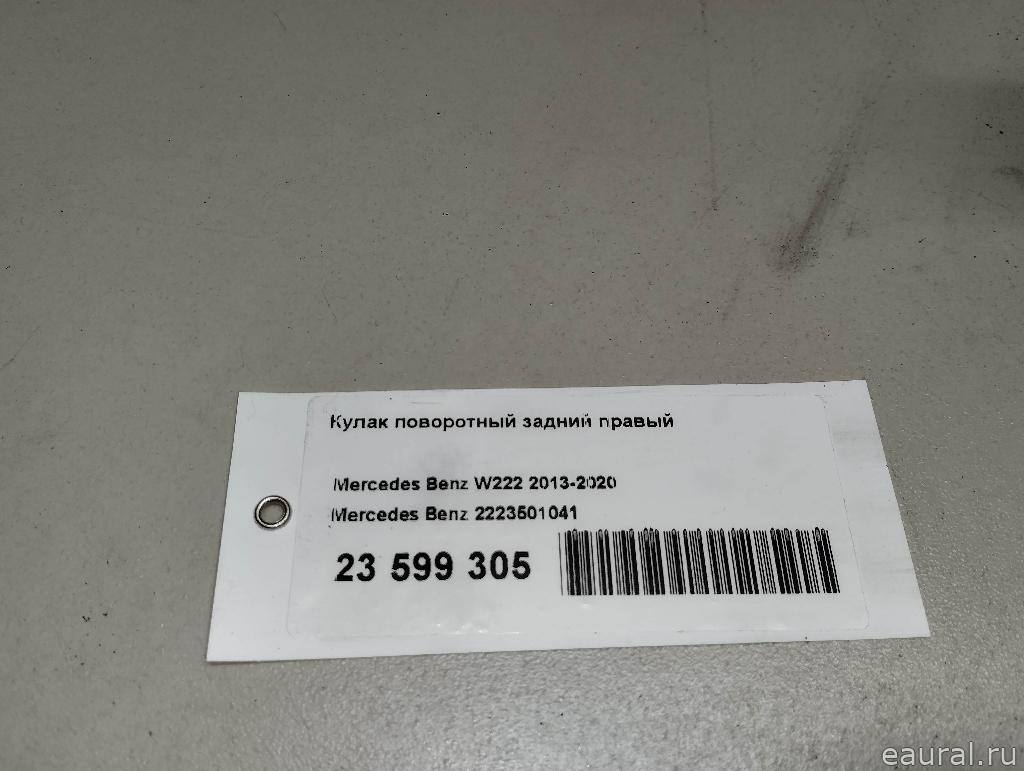 Кулак поворотный задний правый
Mercedes Benz W222 2013-2020
Mercedes Benz 2223501041
23 599 305
eaural.ru